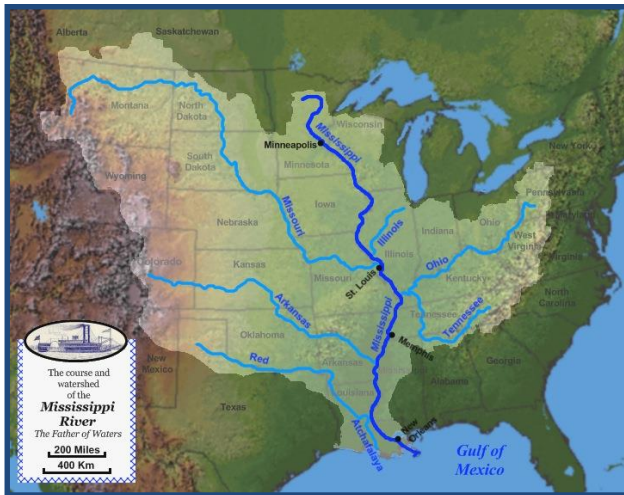 Alberta
Saskatchewan
Montana
North
Dakota
Mississippi
Wisconsin
Minneapolis
Minnesota
South
Dakota
New York
Wyoming
Pennsylvania
Iowa
Missouri
Nebraska
Illinois
Indiana
Ohio
West
Virginia
Maryland
Illinois
Ohio
Virginia
Colorado
Kansas
Missouri
St. Louis
Kentucky
North
Carolina
Arkansas
Mississippi
Tennessee
Tennessee
Oklahoma
Memphis
Red
Arkansas
Georgia
New
Mexico
Alabama
Louisiana
Texas
Atchafalaya
New
Orleans
Gulf of
Mexico
The course and
watershed
of the
Mississippi
River
The Father of Waters
200 Miles
400 Km